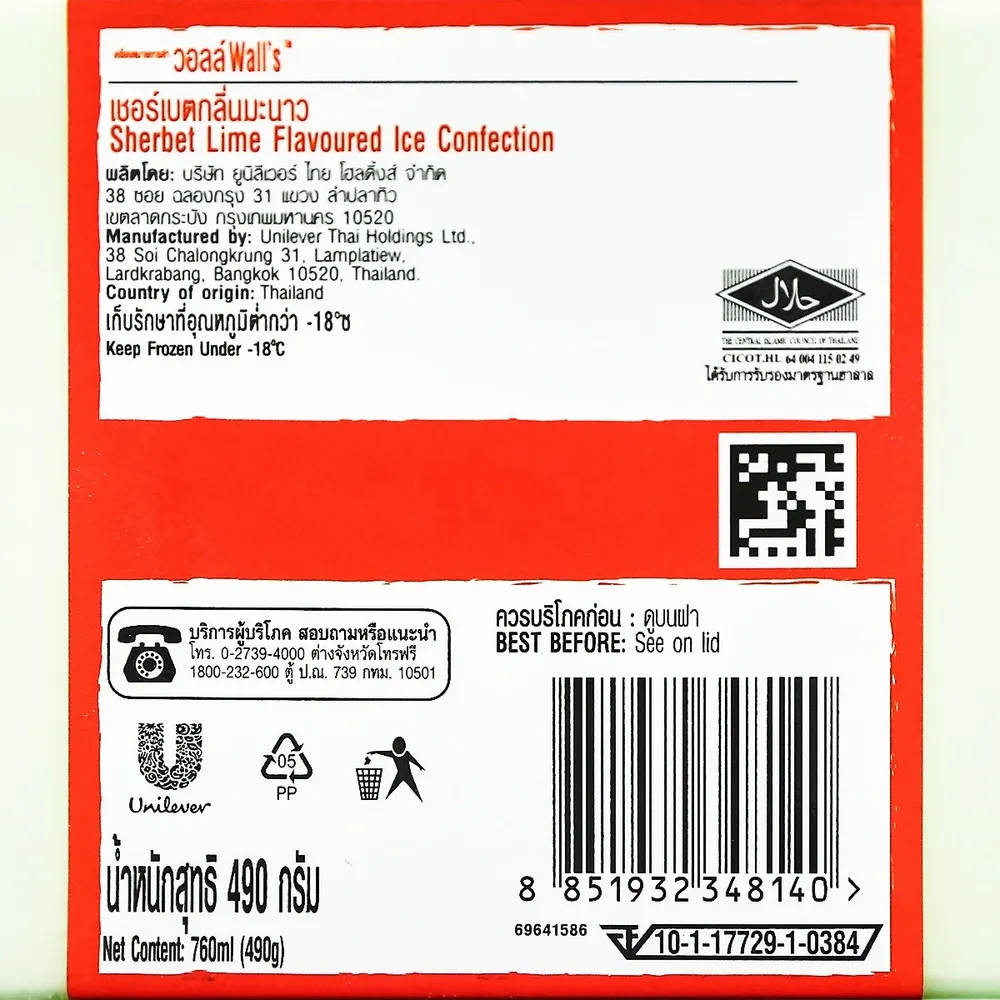 เครื่องหมายการค้า วอลล์ Wall's™
เชอร์เบตกลิ่นมะนาว
Sherbet Lime Flavoured Ice Confection
ผลิตโดย: บริษัท ยูนิลีเวอร์ ไทย โฮลดิ้งส์ จำกัด
38 ซอย ฉลองกรุง 31 แขวง ลำปลาทิว
เขตลาดกระบัง กรุงเทพมหานคร 10520
Manufactured by: Unilever Thai Holdings Ltd.,
38 Soi Chalongkrung 31, Lamplatiew,
Lardkrabang, Bangkok 10520, Thailand.
Country of origin: Thailand
เก็บรักษาที่อุณหภูมิต่ำกว่า -18°ซ
Keep Frozen Under -18°C
حلال
THE CENTRAL ISLAMIC COUNCIL OF THAILAND
CICOT.HL 64 004 115 02 49
ได้รับการรับรองมาตรฐานฮาลาล
บริการผู้บริโภค สอบถามหรือแนะนำ
โทร. 0-2739-4000 ต่างจังหวัดโทรฟรี
1800-232-600 ตู้ ป.ณ. 739 กทม. 10501
ควรบริโภคก่อน : ดูบนฝา
BEST BEFORE: See on lid
Unilever
05
PP
น้ำหนักสุทธิ 490 กรัม
Net Content: 760ml (490g)
8 851932 348140 >
69641586
10-1-17729-1-0384